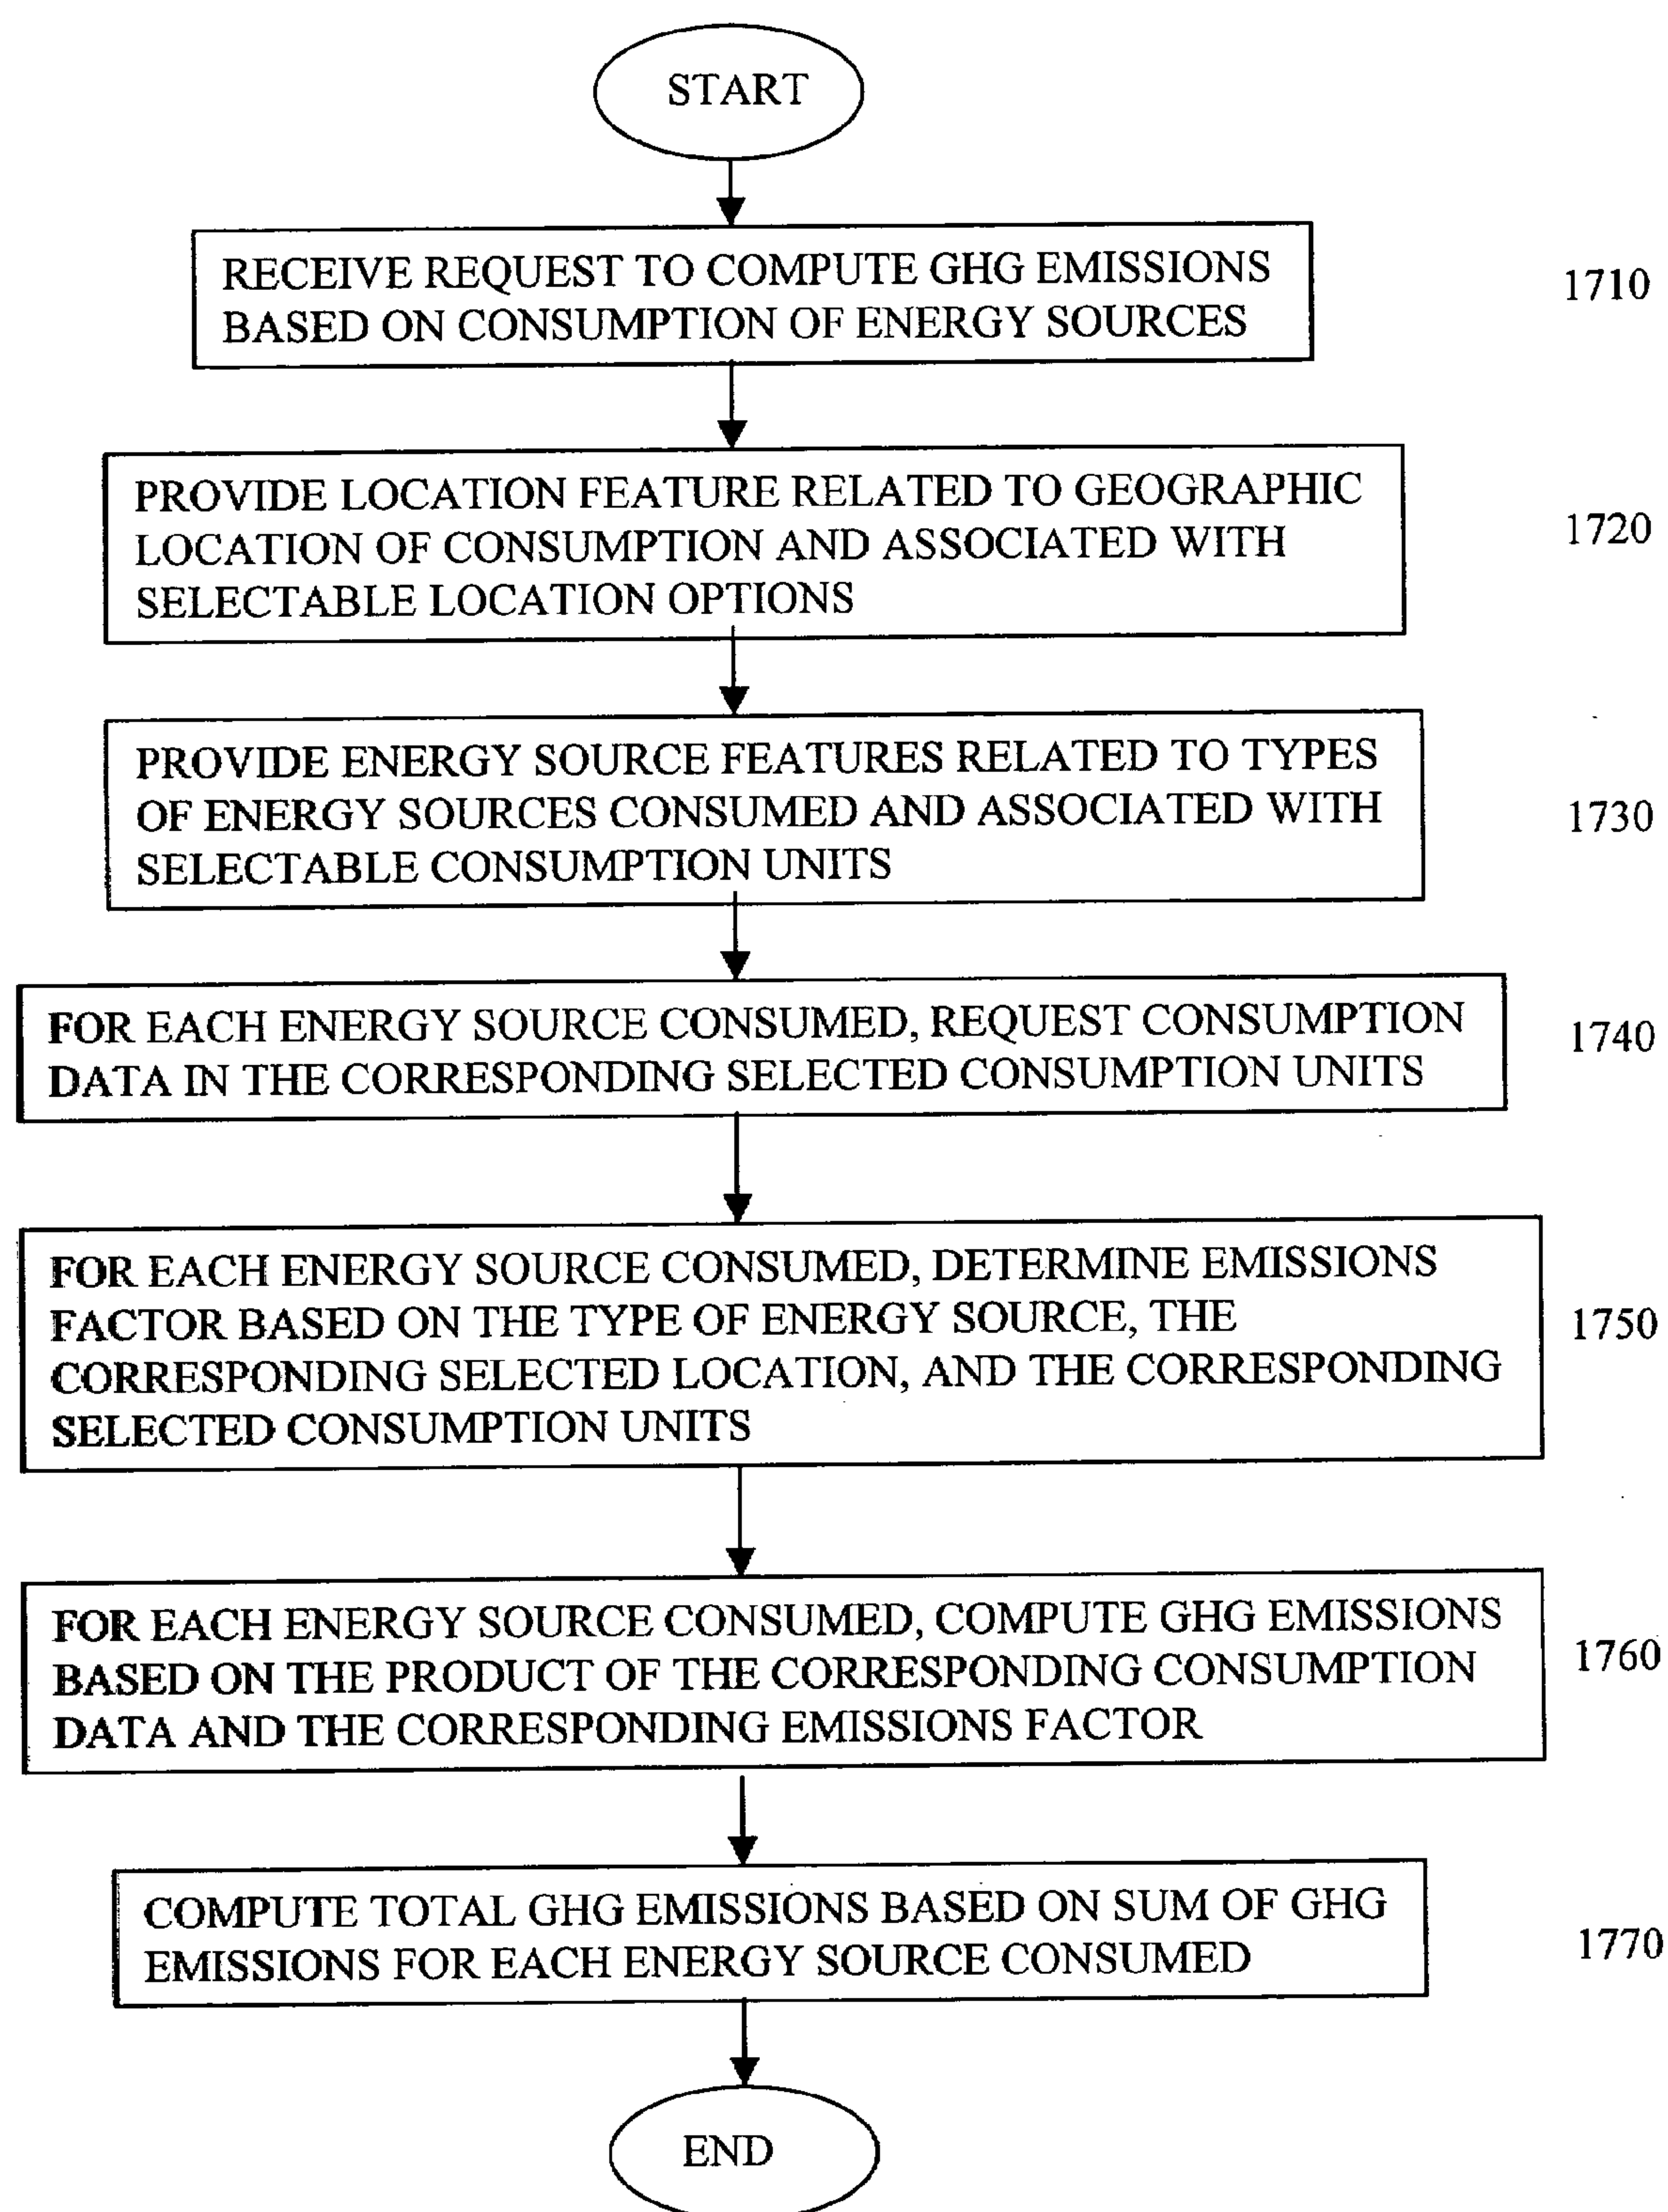 START
RECEIVE REQUEST TO COMPUTE GHG EMISSIONS
BASED ON CONSUMPTION OF ENERGY SOURCES
1710
PROVIDE LOCATION FEATURE RELATED TO GEOGRAPHIC
LOCATION OF CONSUMPTION AND ASSOCIATED WITH
SELECTABLE LOCATION OPTIONS
1720
PROVIDE ENERGY SOURCE FEATURES RELATED TO TYPES
OF ENERGY SOURCES CONSUMED AND ASSOCIATED WITH
SELECTABLE CONSUMPTION UNITS
1730
FOR EACH ENERGY SOURCE CONSUMED, REQUEST CONSUMPTION
DATA IN THE CORRESPONDING SELECTED CONSUMPTION UNITS
1740
FOR EACH ENERGY SOURCE CONSUMED, DETERMINE EMISSIONS
FACTOR BASED ON THE TYPE OF ENERGY SOURCE, THE
CORRESPONDING SELECTED LOCATION, AND THE CORRESPONDING
SELECTED CONSUMPTION UNITS
1750
FOR EACH ENERGY SOURCE CONSUMED, COMPUTE GHG EMISSIONS
BASED ON THE PRODUCT OF THE CORRESPONDING CONSUMPTION
DATA AND THE CORRESPONDING EMISSIONS FACTOR
1760
COMPUTE TOTAL GHG EMISSIONS BASED ON SUM OF GHG
EMISSIONS FOR EACH ENERGY SOURCE CONSUMED
1770
END